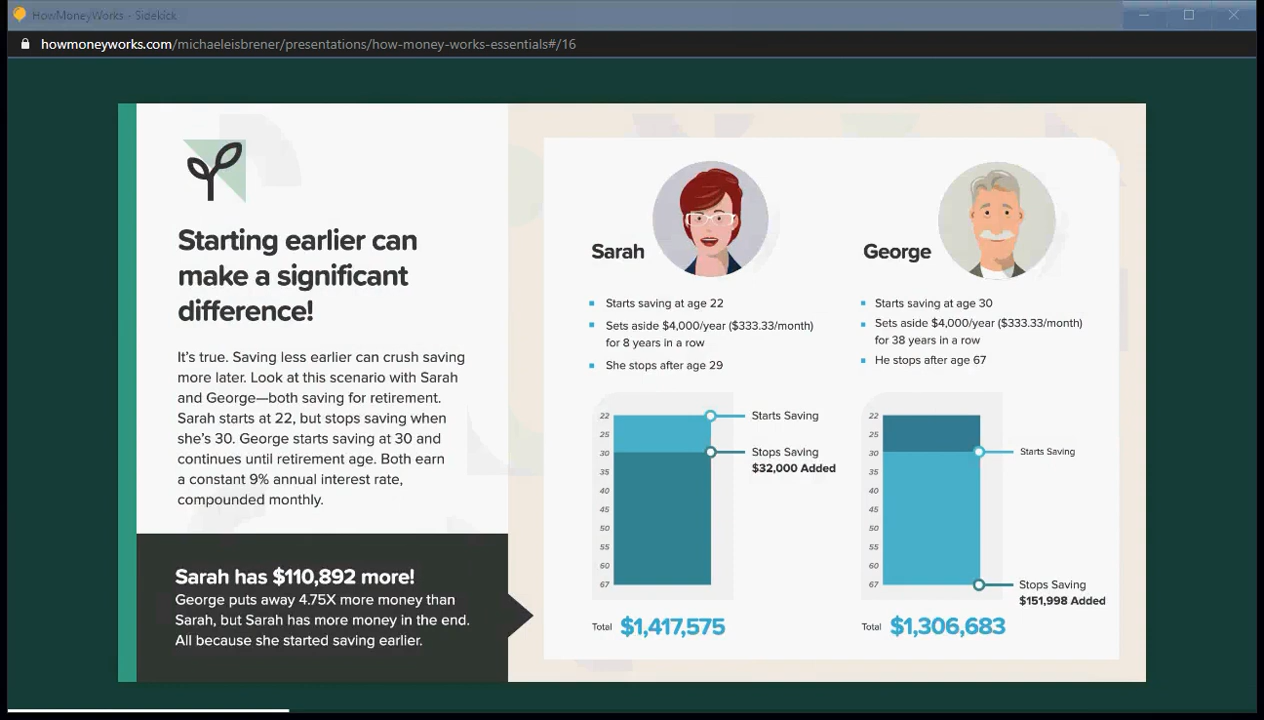 HowMoneyWorks - Sidekick
howmoneyworks.com/michaeleisbrener/presentations/how-money-works-essentials#/16
Starting earlier can
make a significant
difference!
It's true. Saving less earlier can crush saving
more later. Look at this scenario with Sarah
and George—both saving for retirement.
Sarah starts at 22, but stops saving when
she's 30. George starts saving at 30 and
continues until retirement age. Both earn
a constant 9% annual interest rate,
compounded monthly.
Sarah has $110,892 more!
George puts away 4.75X more money than
Sarah, but Sarah has more money in the end.
All because she started saving earlier.
Sarah
Starts saving at age 22
Sets aside $4,000/year ($333.33/month)
for 8 years in a row
She stops after age 29
22
25
30
35
40
45
50
55
60
67
Starts Saving
Stops Saving
$32,000 Added
Total $1,417,575
George
Starts saving at age 30
Sets aside $4,000/year ($333.33/month)
for 38 years in a row
He stops after age 67
22
25
30
35
40
45
50
55
60
67
Starts Saving
Stops Saving
$151,998 Added
Total $1,306,683